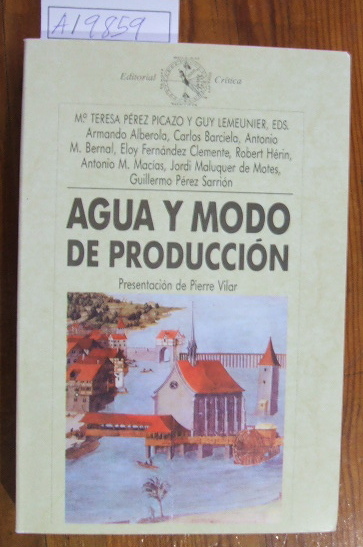 A19859
Editorial Crítica
Mª TERESA PÉREZ PICAZO Y GUY LEMEUNIER, EDS.
Armando Alberola, Carlos Barciela, Antonio
M. Bernal, Eloy Fernández Clemente, Robert Hérin,
Antonio M. Macías, Jordi Maluquer de Motes,
Guillermo Pérez Sarrión
AGUA Y MODO
DE PRODUCCIÓN
Presentación de Pierre Vilar